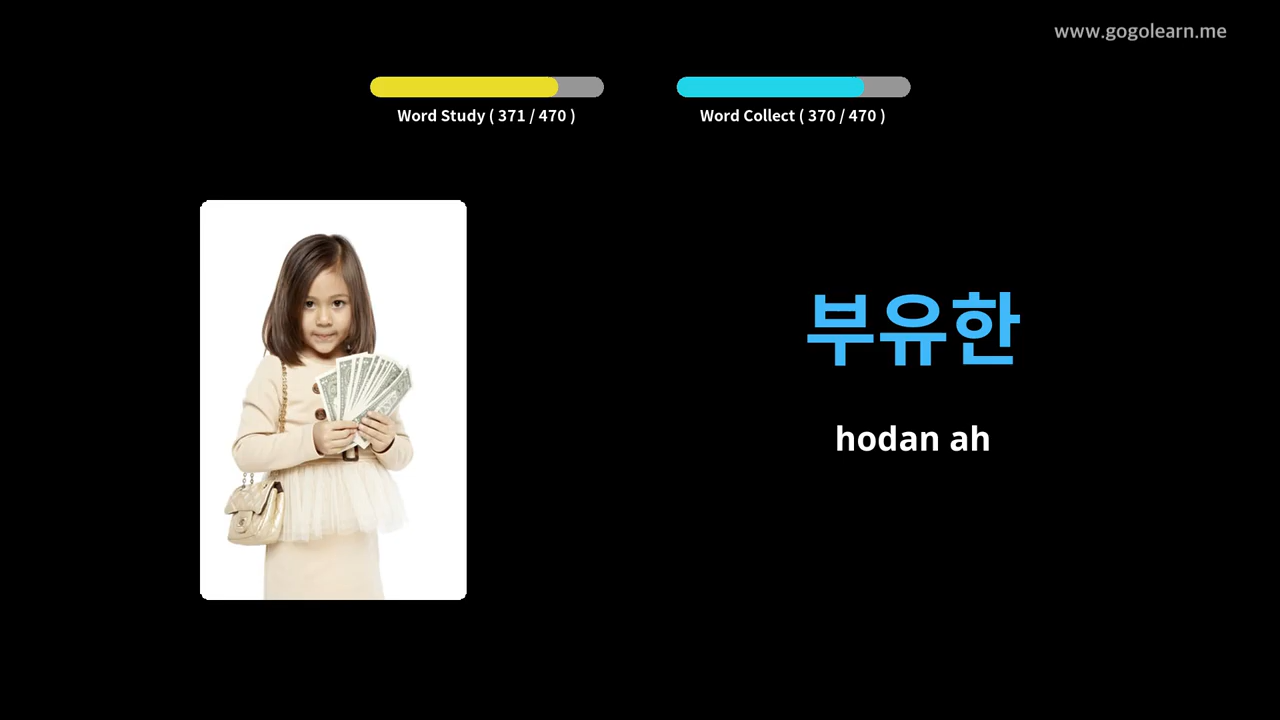 www.gogolearn.me
Word Study ( 371 / 470 )
Word Collect ( 370 / 470 )
부유한
hodan ah